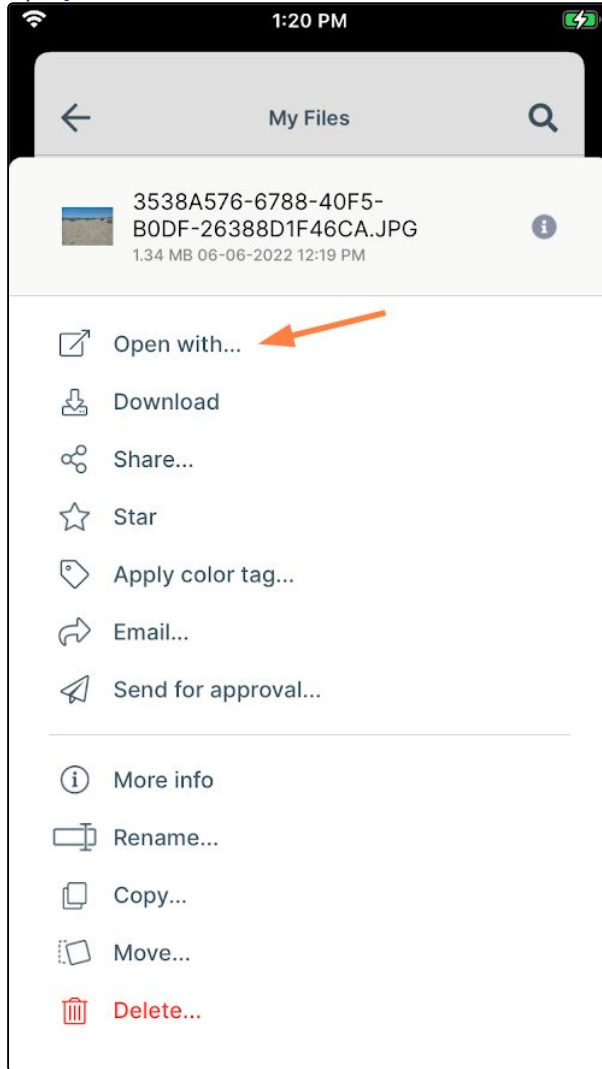 1:20 PM
My Files
3538A576-6788-40F5-
B0DF-26388D1F46CA.JPG
1.34 MB 06-06-2022 12:19 PM
Open with...
Download
Share...
Star
Apply color tag...
Email...
Send for approval...
More info
Rename...
Copy...
Move...
Delete...